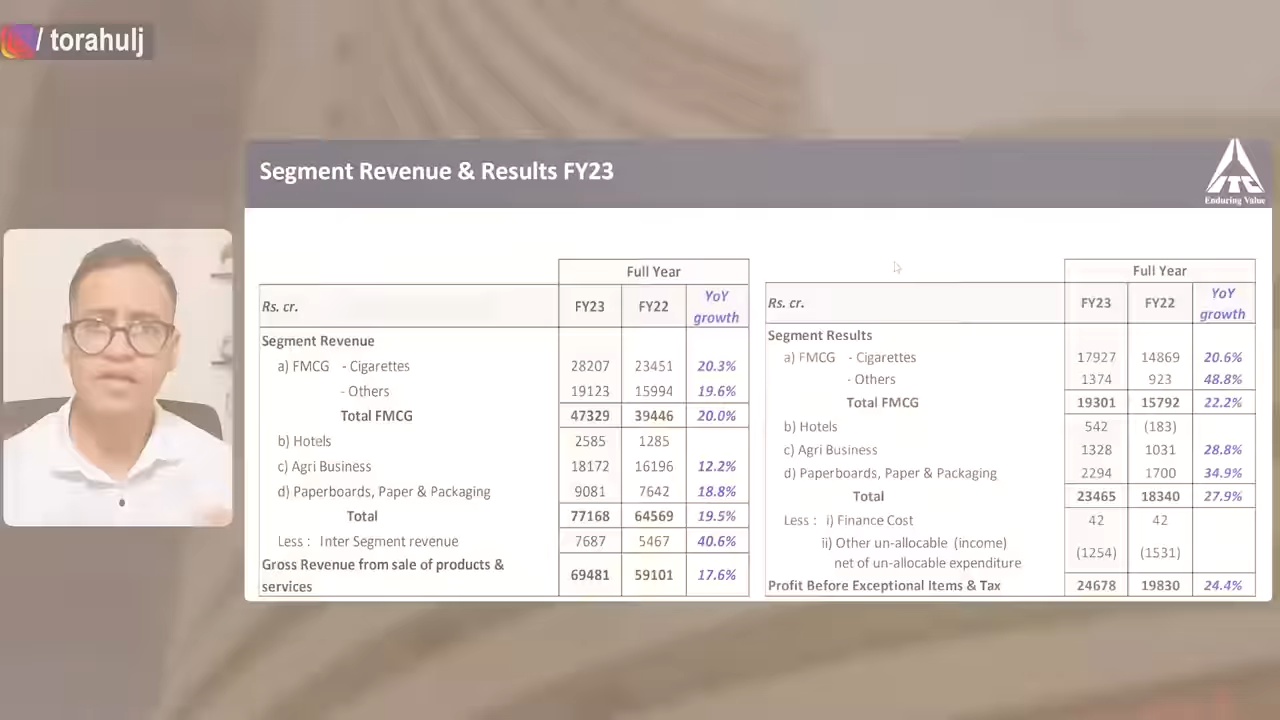 / torahulj
Segment Revenue & Results FY23
ITC
Enduring Value
Full Year
Rs. cr. FY23 FY22 YoY growth
Segment Revenue
a) FMCG - Cigarettes 28207 23451 20.3%
- Others 19123 15994 19.6%
Total FMCG 47329 39446 20.0%
b) Hotels 2585 1285
c) Agri Business 18172 16196 12.2%
d) Paperboards, Paper & Packaging 9081 7642 18.8%
Total 77168 64569 19.5%
Less : Inter Segment revenue 7687 5467 40.6%
Gross Revenue from sale of products &
services 69481 59101 17.6%
Full Year
Rs. cr. FY23 FY22 YoY growth
Segment Results
a) FMCG - Cigarettes 17927 14869 20.6%
- Others 1374 923 48.8%
Total FMCG 19301 15792 22.2%
b) Hotels 542 (183)
c) Agri Business 1328 1031 28.8%
d) Paperboards, Paper & Packaging 2294 1700 34.9%
Total 23465 18340 27.9%
Less : i) Finance Cost 42 42
ii) Other un-allocable (income)
net of un-allocable expenditure (1254) (1531)
Profit Before Exceptional Items & Tax 24678 19830 24.4%